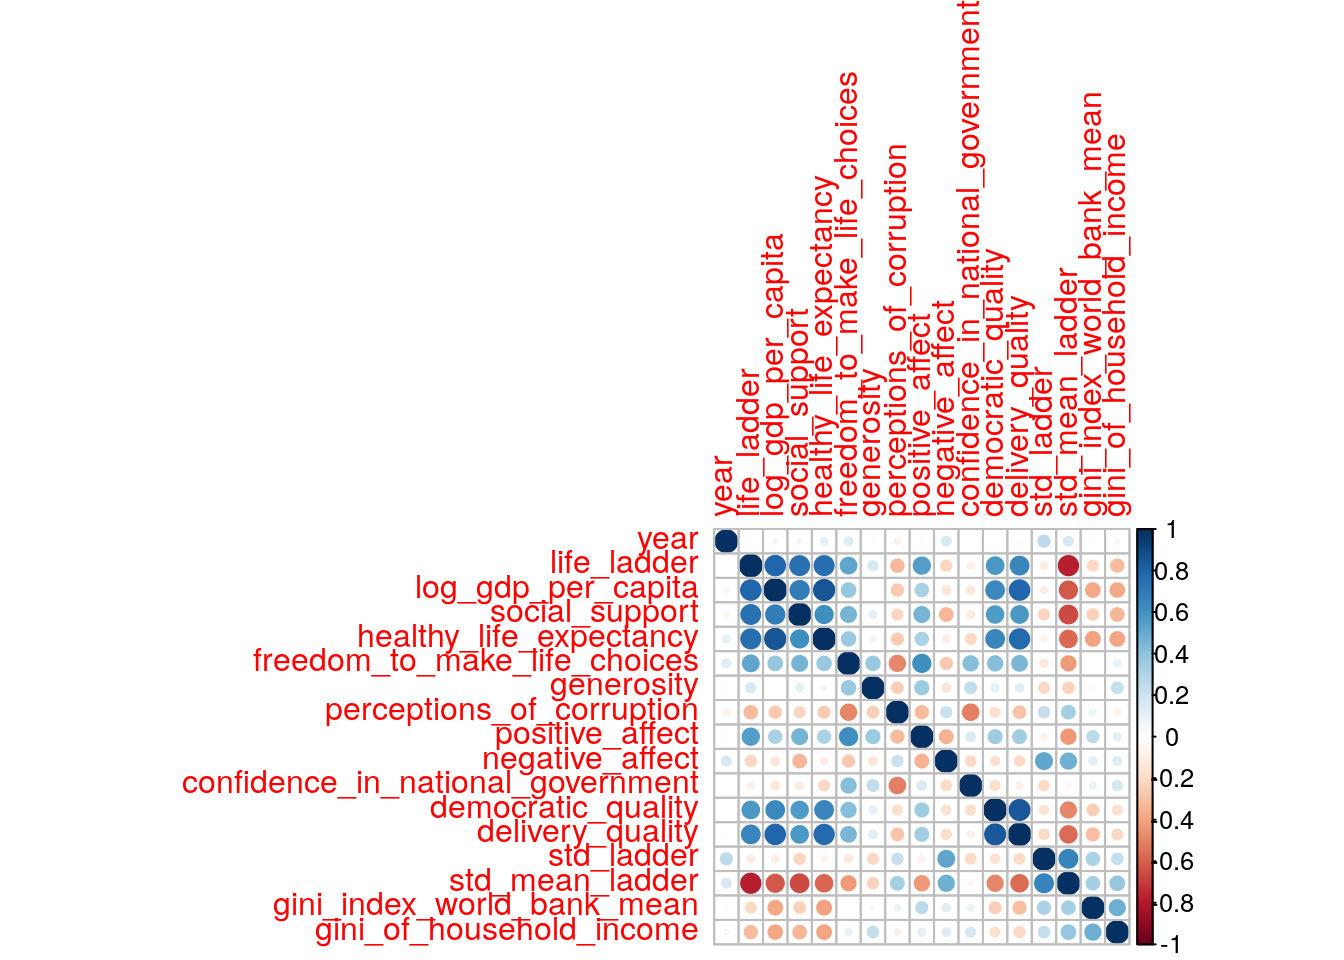 year
life_ladder
log_gdp_per_capita
social_support
healthy_life_expectancy
freedom_to_make_life_choices
generosity
perceptions_of_corruption
positive_affect
negative_affect
confidence_in_national_government
democratic_quality
delivery_quality
std_ladder
std_mean_ladder
gini_index_world_bank_mean
gini_of_household_income
year
life_ladder
log_gdp_per_capita
social_support
healthy_life_expectancy
freedom_to_make_life_choices
generosity
perceptions_of_corruption
positive_affect
negative_affect
confidence_in_national_government
democratic_quality
delivery_quality
std_ladder
std_mean_ladder
gini_index_world_bank_mean
gini_of_household_income
1
0.8
0.6
0.4
0.2
0
-0.2
-0.4
-0.6
-0.8
-1